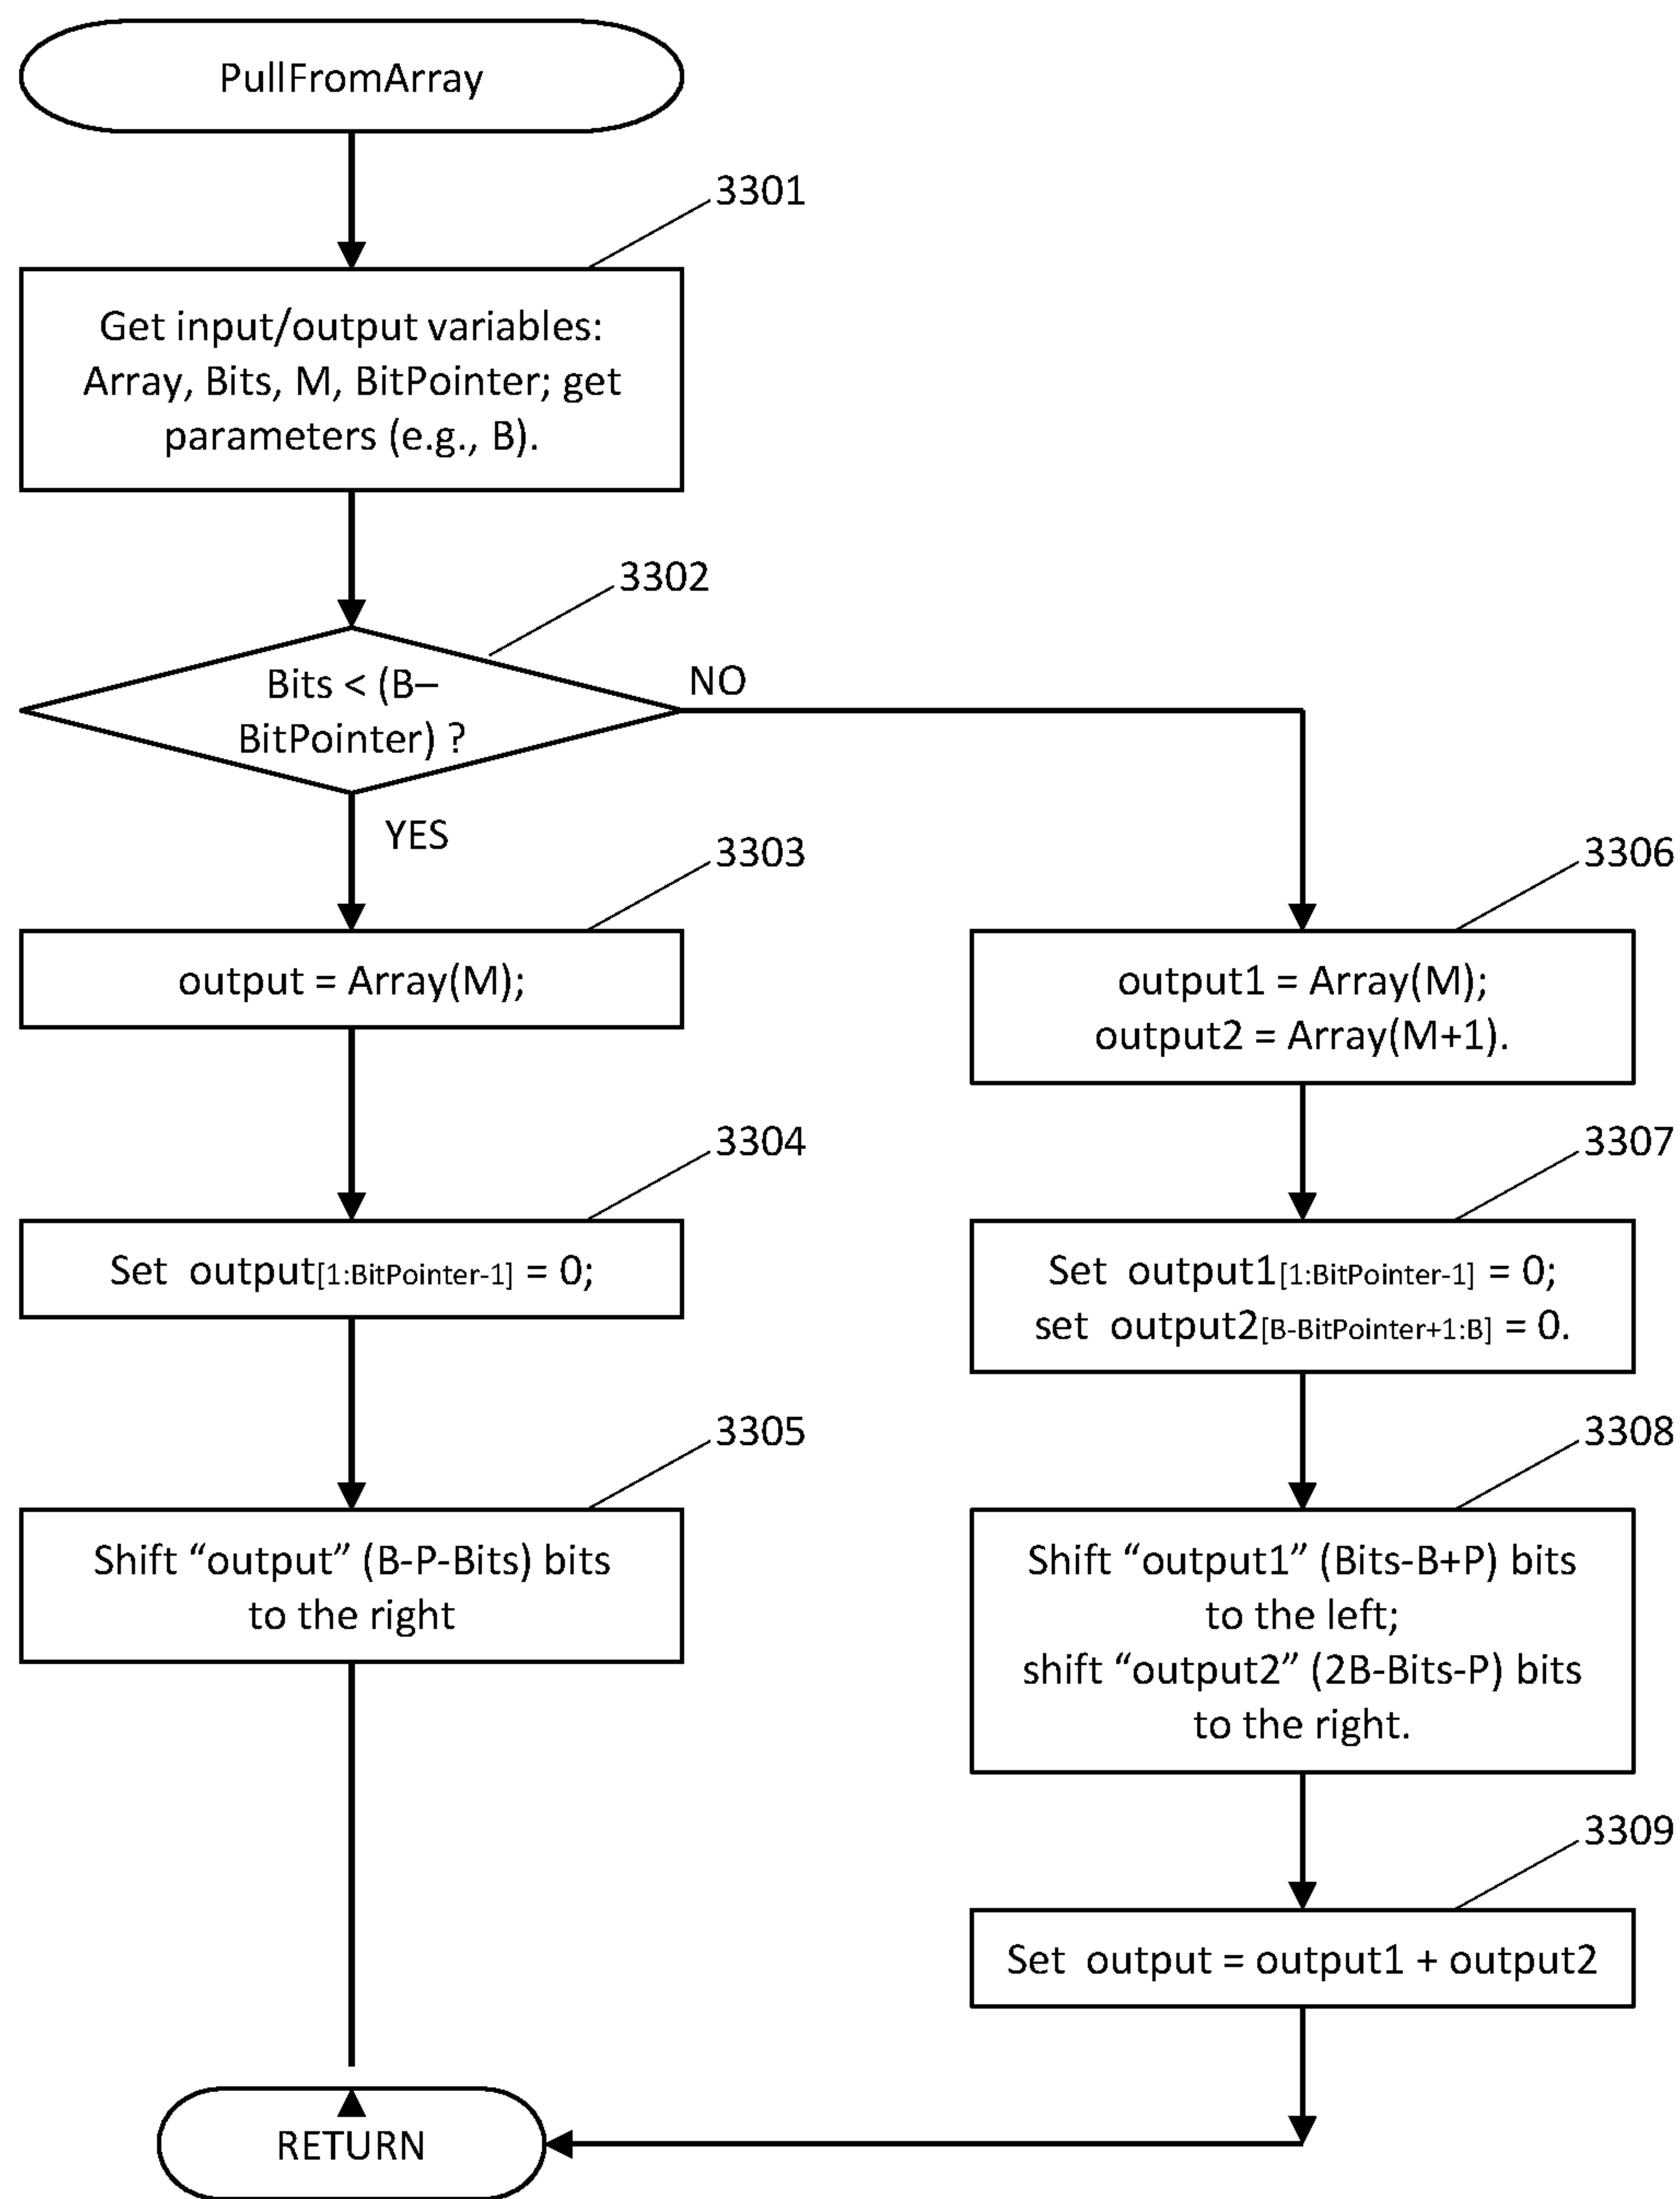 PullFromArray
3301
Get input/output variables:
Array, Bits, M, BitPointer; get
parameters (e.g., B).
3302
Bits < (B–
BitPointer) ?
NO
YES
3303
output = Array(M);
3304
Set output[1:BitPointer-1] = 0;
3305
Shift “output” (B-P-Bits) bits
to the right
3306
output1 = Array(M);
output2 = Array(M+1).
3307
Set output1[1:BitPointer-1] = 0;
set output2[B-BitPointer+1:B] = 0.
3308
Shift “output1” (Bits-B+P) bits
to the left;
shift “output2” (2B-Bits-P) bits
to the right.
3309
Set output = output1 + output2
RETURN